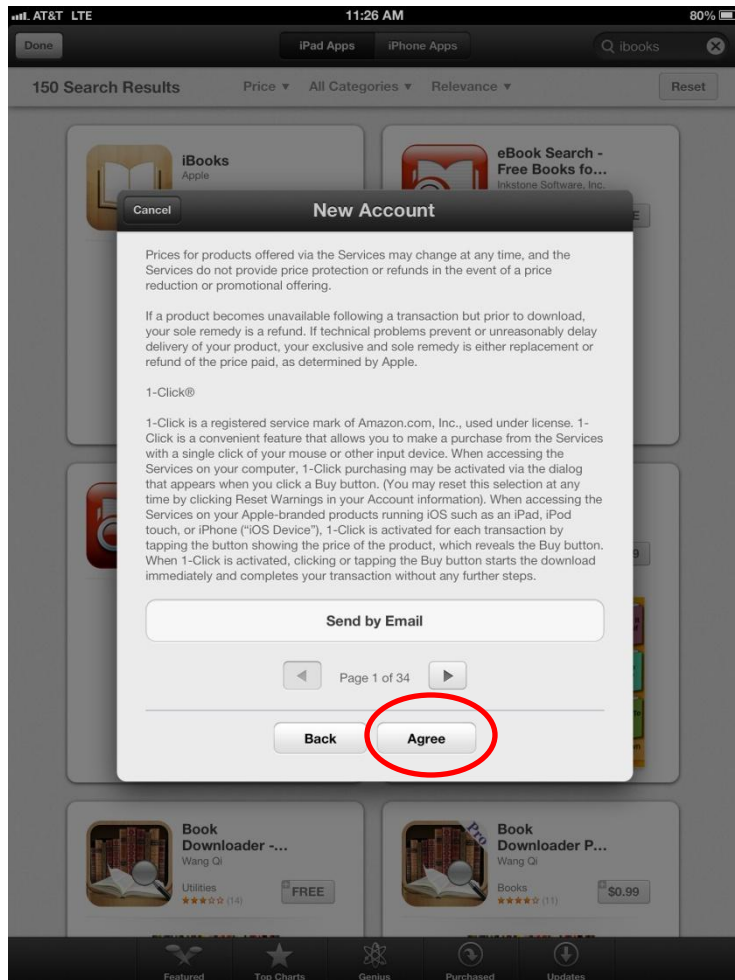 AT&T LTE 11:26 AM 80%
Done iPad Apps iPhone Apps ibooks
150 Search Results Price ▾ All Categories ▾ Relevance ▾ Reset
iBooks
Apple
eBook Search -
Free Books fo...
Inkstone Software, Inc.
Cancel New Account
Prices for products offered via the Services may change at any time, and the
Services do not provide price protection or refunds in the event of a price
reduction or promotional offering.
If a product becomes unavailable following a transaction but prior to download,
your sole remedy is a refund. If technical problems prevent or unreasonably delay
delivery of your product, your exclusive and sole remedy is either replacement or
refund of the price paid, as determined by Apple.
1-Click®
1-Click is a registered service mark of Amazon.com, Inc., used under license. 1-
Click is a convenient feature that allows you to make a purchase from the Services
with a single click of your mouse or other input device. When accessing the
Services on your computer, 1-Click purchasing may be activated via the dialog
that appears when you click a Buy button. (You may reset this selection at any
time by clicking Reset Warnings in your Account information). When accessing the
Services on your Apple-branded products running iOS such as an iPad, iPod
touch, or iPhone (“iOS Device”), 1-Click is activated for each transaction by
tapping the button showing the price of the product, which reveals the Buy button.
When 1-Click is activated, clicking or tapping the Buy button starts the download
immediately and completes your transaction without any further steps.
Send by Email
Page 1 of 34
Back Agree
Book
Downloader -...
Wang Qi
Utilities
(14)
FREE
Pro
Book
Downloader P...
Wang Qi
Books
(11)
$0.99
Featured Top Charts Genius Purchased Updates